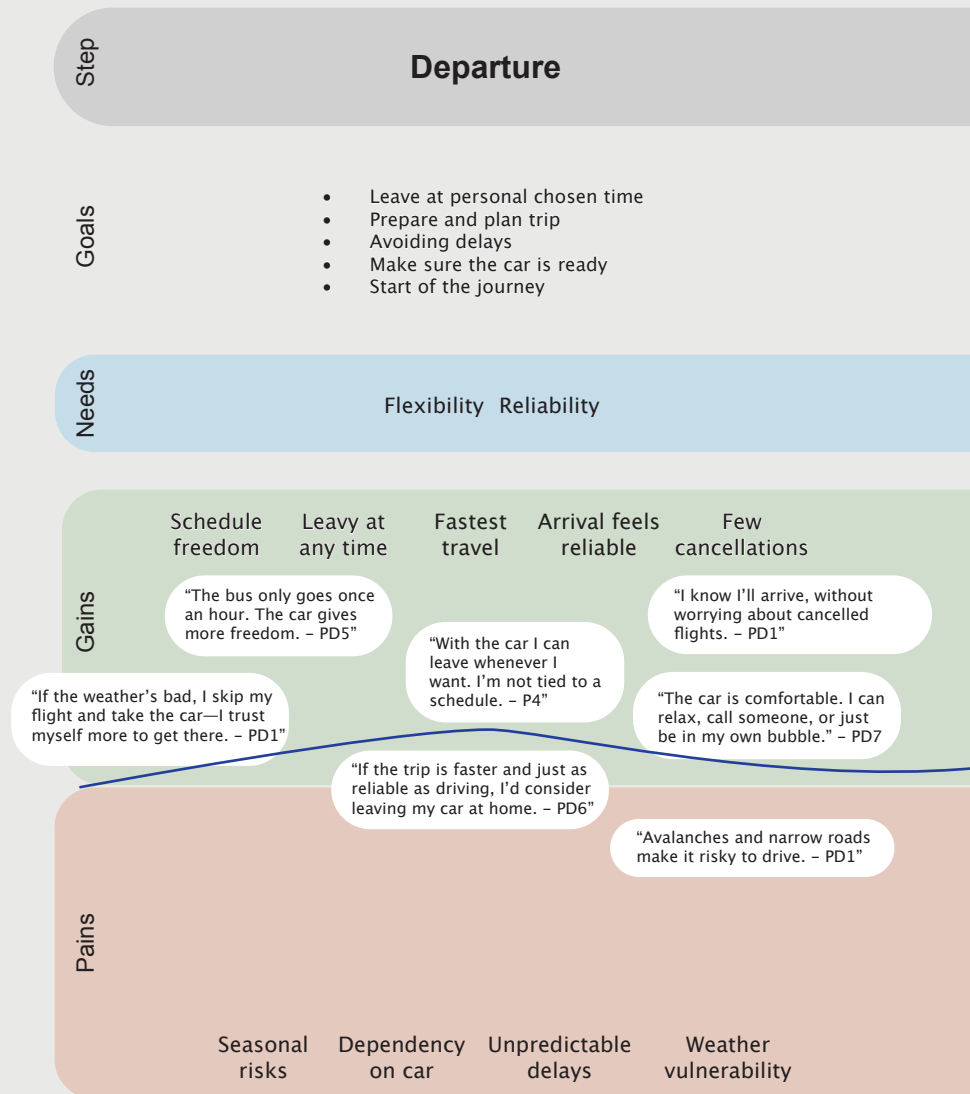 Step
Departure
Goals
• Leave at personal chosen time
• Prepare and plan trip
• Avoiding delays
• Make sure the car is ready
• Start of the journey
Needs
Flexibility Reliability
Gains
Schedule
freedom
Leavy at
any time
Fastest
travel
Arrival feels
reliable
Few
cancellations
“The bus only goes once
an hour. The car gives
more freedom. – PD5”
“I know I’ll arrive, without
worrying about cancelled
flights. – PD1”
“With the car I can
leave whenever I
want. I’m not tied to a
schedule. – P4”
“If the weather’s bad, I skip my
flight and take the car—I trust
myself more to get there. – PD1”
“The car is comfortable. I can
relax, call someone, or just
be in my own bubble.” – PD7
“If the trip is faster and just as
reliable as driving, I’d consider
leaving my car at home. – PD6”
“Avalanches and narrow roads
make it risky to drive. – PD1”
Pains
Seasonal
risks
Dependency
on car
Unpredictable
delays
Weather
vulnerability